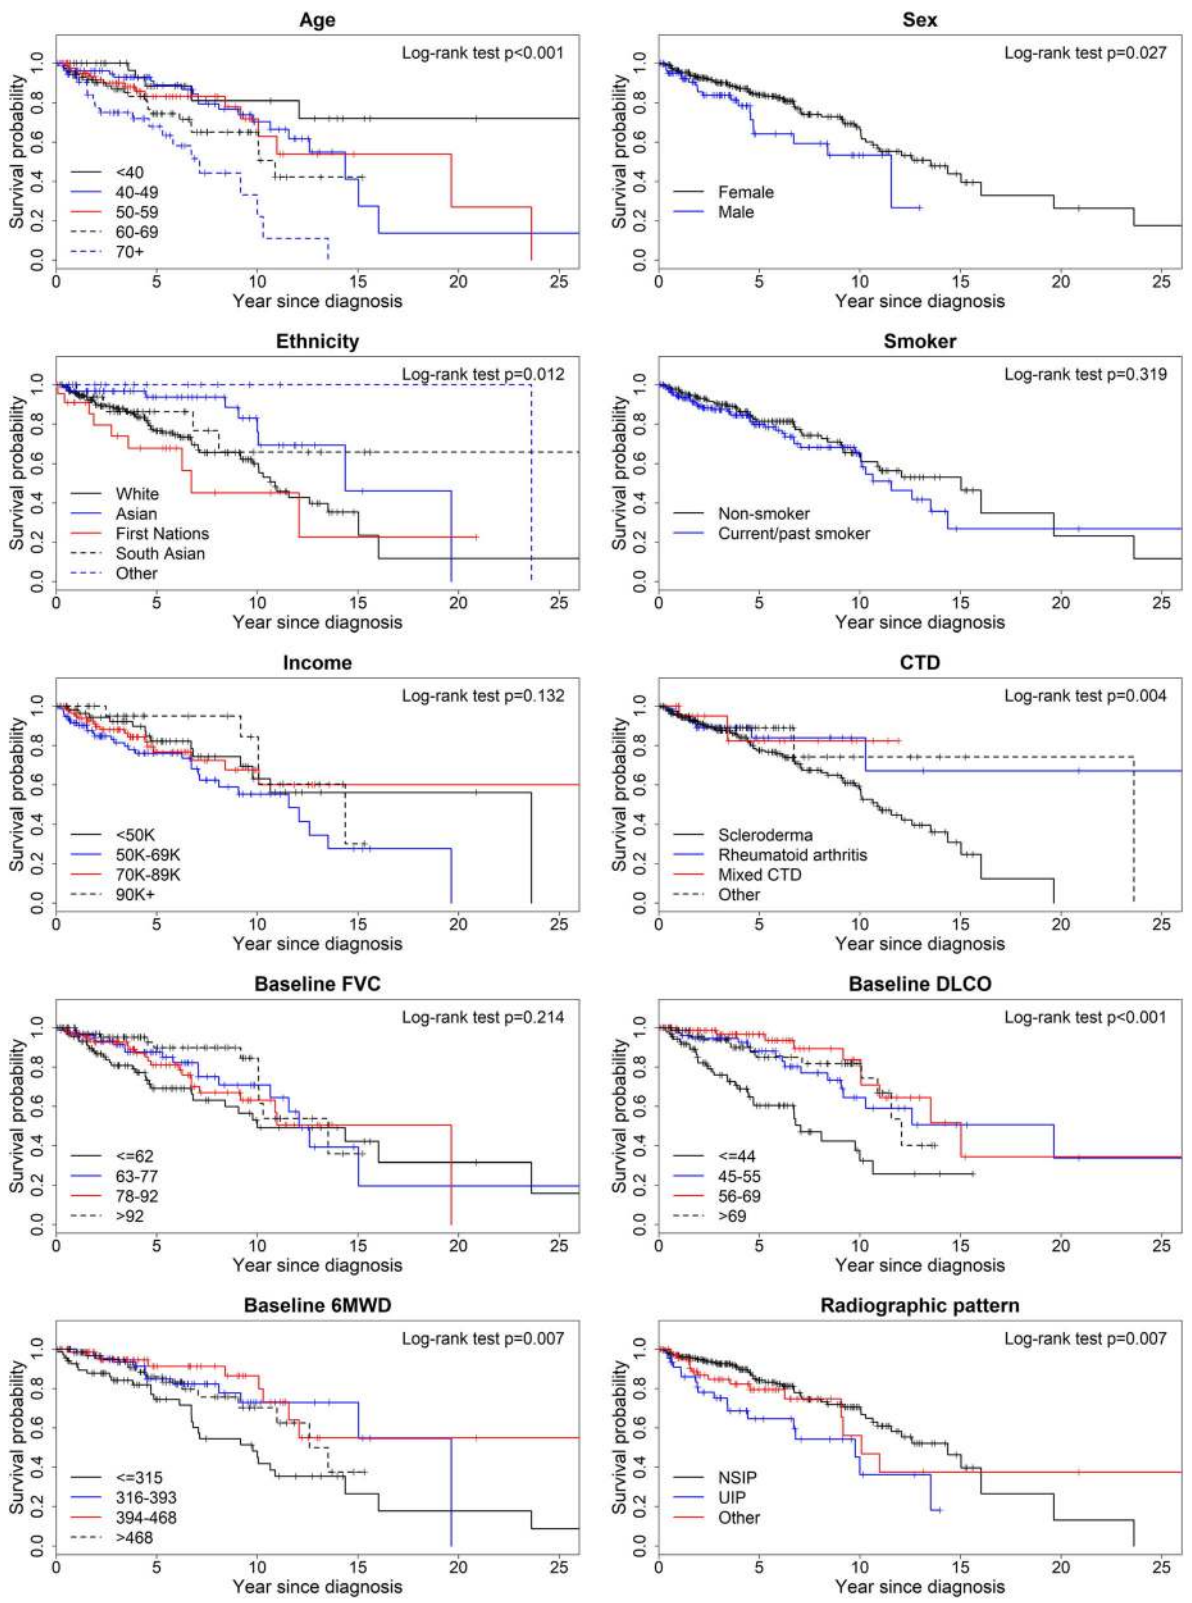 Age
Log-rank test p<0.001
Survival probability
0.0 0.2 0.4 0.6 0.8 1.0
<40
40-49
50-59
60-69
70+
0 5 10 15 20 25
Year since diagnosis
Sex
Log-rank test p=0.027
Survival probability
0.0 0.2 0.4 0.6 0.8 1.0
Female
Male
0 5 10 15 20 25
Year since diagnosis
Ethnicity
Log-rank test p=0.012
Survival probability
0.0 0.2 0.4 0.6 0.8 1.0
White
Asian
First Nations
South Asian
Other
0 5 10 15 20 25
Year since diagnosis
Smoker
Log-rank test p=0.319
Survival probability
0.0 0.2 0.4 0.6 0.8 1.0
Non-smoker
Current/past smoker
0 5 10 15 20 25
Year since diagnosis
Income
Log-rank test p=0.132
Survival probability
0.0 0.2 0.4 0.6 0.8 1.0
<50K
50K-69K
70K-89K
90K+
0 5 10 15 20 25
Year since diagnosis
CTD
Log-rank test p=0.004
Survival probability
0.0 0.2 0.4 0.6 0.8 1.0
Scleroderma
Rheumatoid arthritis
Mixed CTD
Other
0 5 10 15 20 25
Year since diagnosis
Baseline FVC
Log-rank test p=0.214
Survival probability
0.0 0.2 0.4 0.6 0.8 1.0
<=62
63-77
78-92
>92
0 5 10 15 20 25
Year since diagnosis
Baseline DLCO
Log-rank test p<0.001
Survival probability
0.0 0.2 0.4 0.6 0.8 1.0
<=44
45-55
56-69
>69
0 5 10 15 20 25
Year since diagnosis
Baseline 6MWD
Log-rank test p=0.007
Survival probability
0.0 0.2 0.4 0.6 0.8 1.0
<=315
316-393
394-468
>468
0 5 10 15 20 25
Year since diagnosis
Radiographic pattern
Log-rank test p=0.007
Survival probability
0.0 0.2 0.4 0.6 0.8 1.0
NSIP
UIP
Other
0 5 10 15 20 25
Year since diagnosis